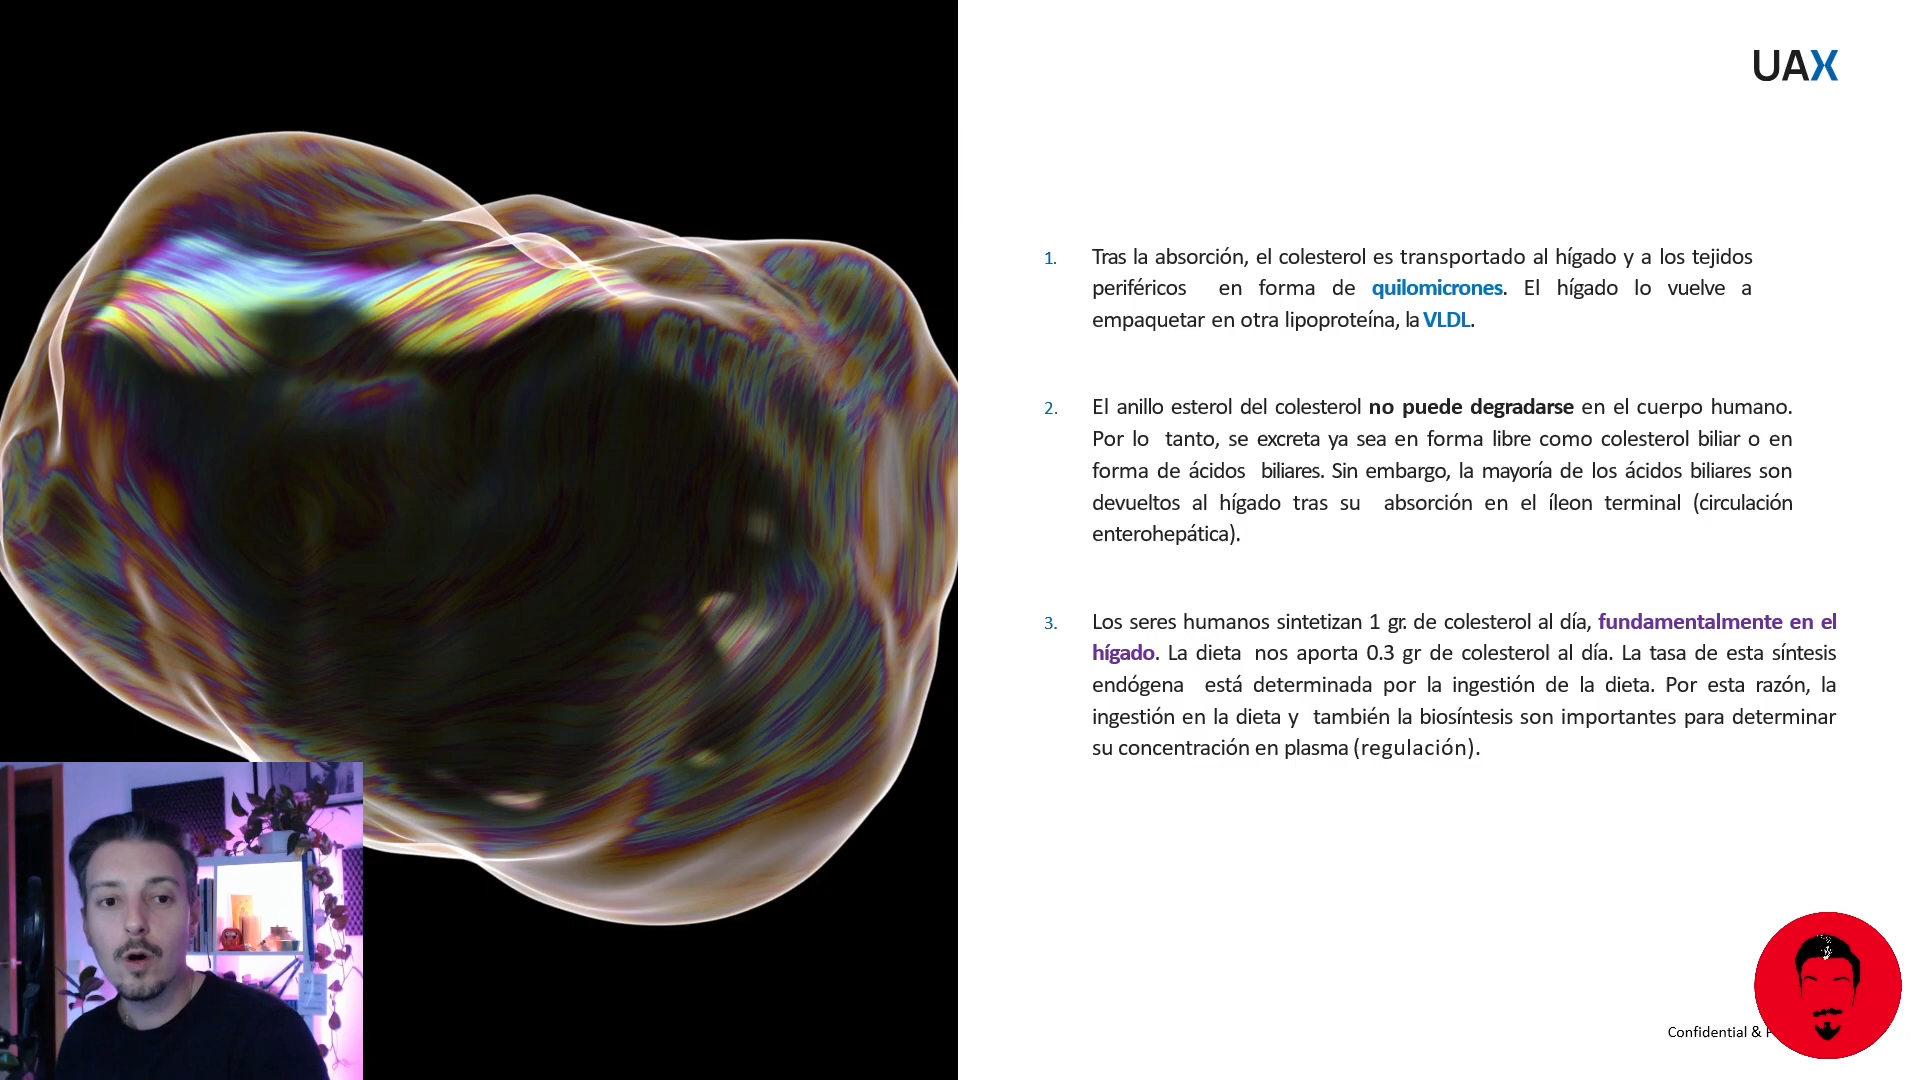 UAX
1. Tras la absorción, el colesterol es transportado al hígado y a los tejidos
periféricos en forma de quilomicrones. El hígado lo vuelve a
empaquetar en otra lipoproteína, la VLDL.
2. El anillo esterol del colesterol no puede degradarse en el cuerpo humano.
Por lo tanto, se excreta ya sea en forma libre como colesterol biliar o en
forma de ácidos biliares. Sin embargo, la mayoría de los ácidos biliares son
devueltos al hígado tras su absorción en el íleon terminal (circulación
enterohepática).
3. Los seres humanos sintetizan 1 gr. de colesterol al día, fundamentalmente en el
hígado. La dieta nos aporta 0.3 gr de colesterol al día. La tasa de esta síntesis
endógena está determinada por la ingestión de la dieta. Por esta razón, la
ingestión en la dieta y también la biosíntesis son importantes para determinar
su concentración en plasma (regulación).
Confidential &